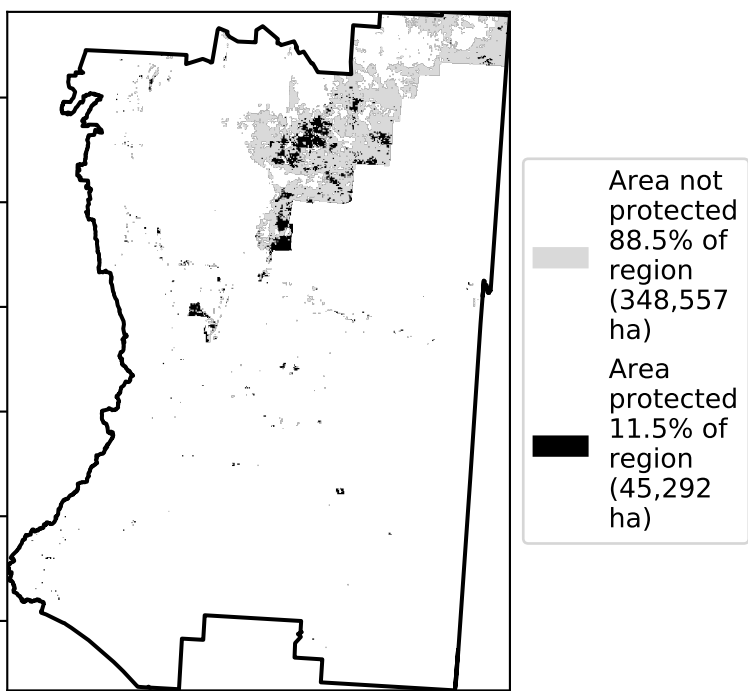 Area not
protected
88.5% of
region
(348,557
ha)
Area
protected
11.5% of
region
(45,292
ha)